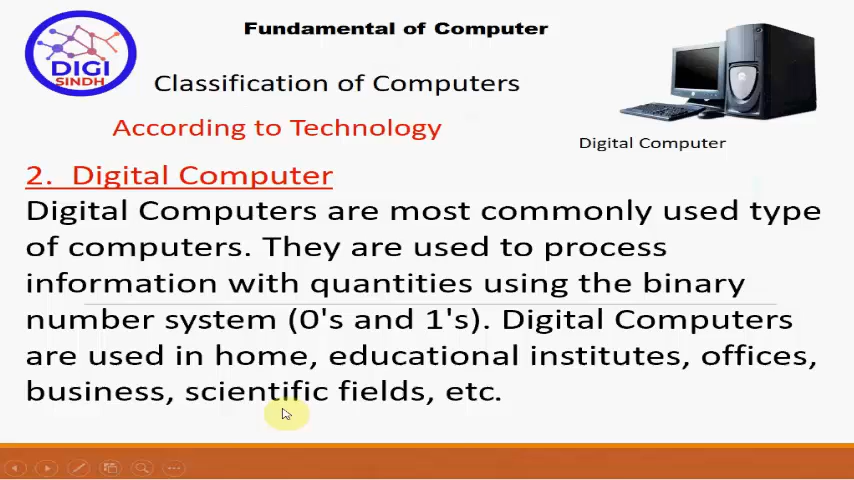 Fundamental of Computer
DIGI
SINDH
Classification of Computers
According to Technology
Digital Computer
2. Digital Computer
Digital Computers are most commonly used type
of computers. They are used to process
information with quantities using the binary
number system (0's and 1's). Digital Computers
are used in home, educational institutes, offices,
business, scientific fields, etc.